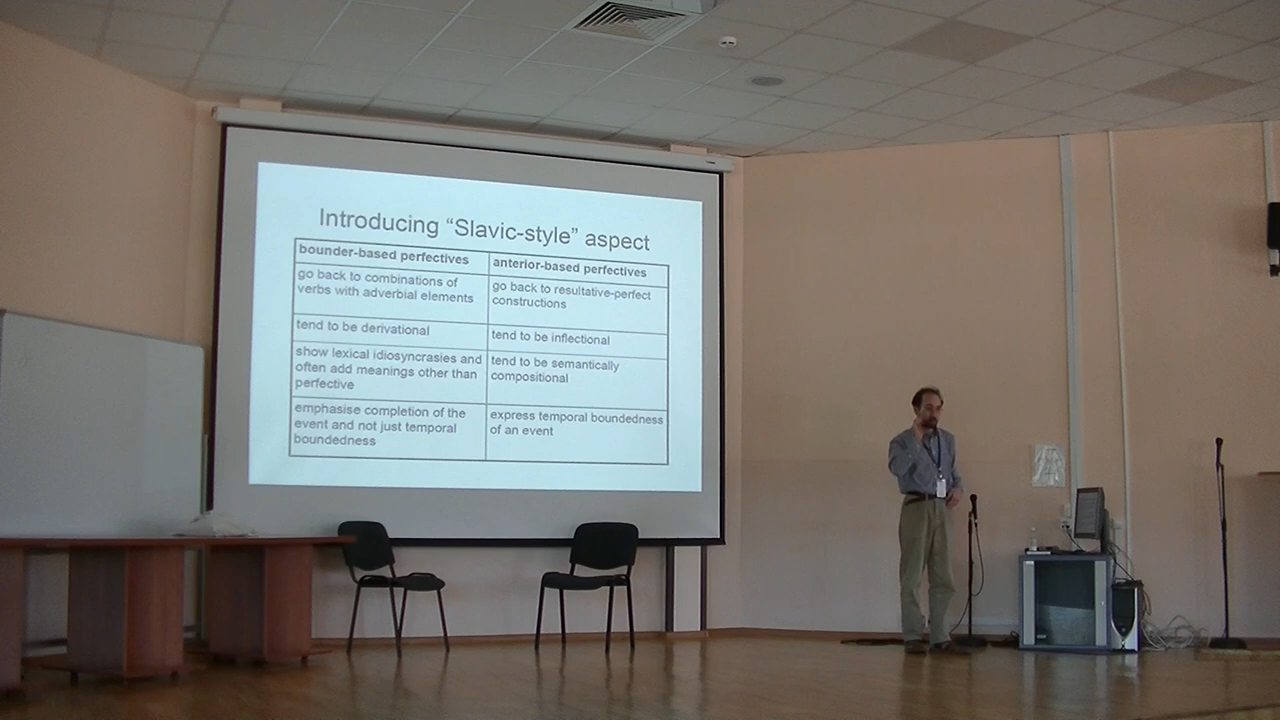 Introducing “Slavic-style” aspect
bounder-based perfectives
anterior-based perfectives
go back to combinations of
verbs with adverbial elements
go back to resultative-perfect
constructions
tend to be derivational
tend to be inflectional
show lexical idiosyncrasies and
often add meanings other than
perfective
tend to be semantically
compositional
emphasise completion of the
event and not just temporal
boundedness
express temporal boundedness
of an event